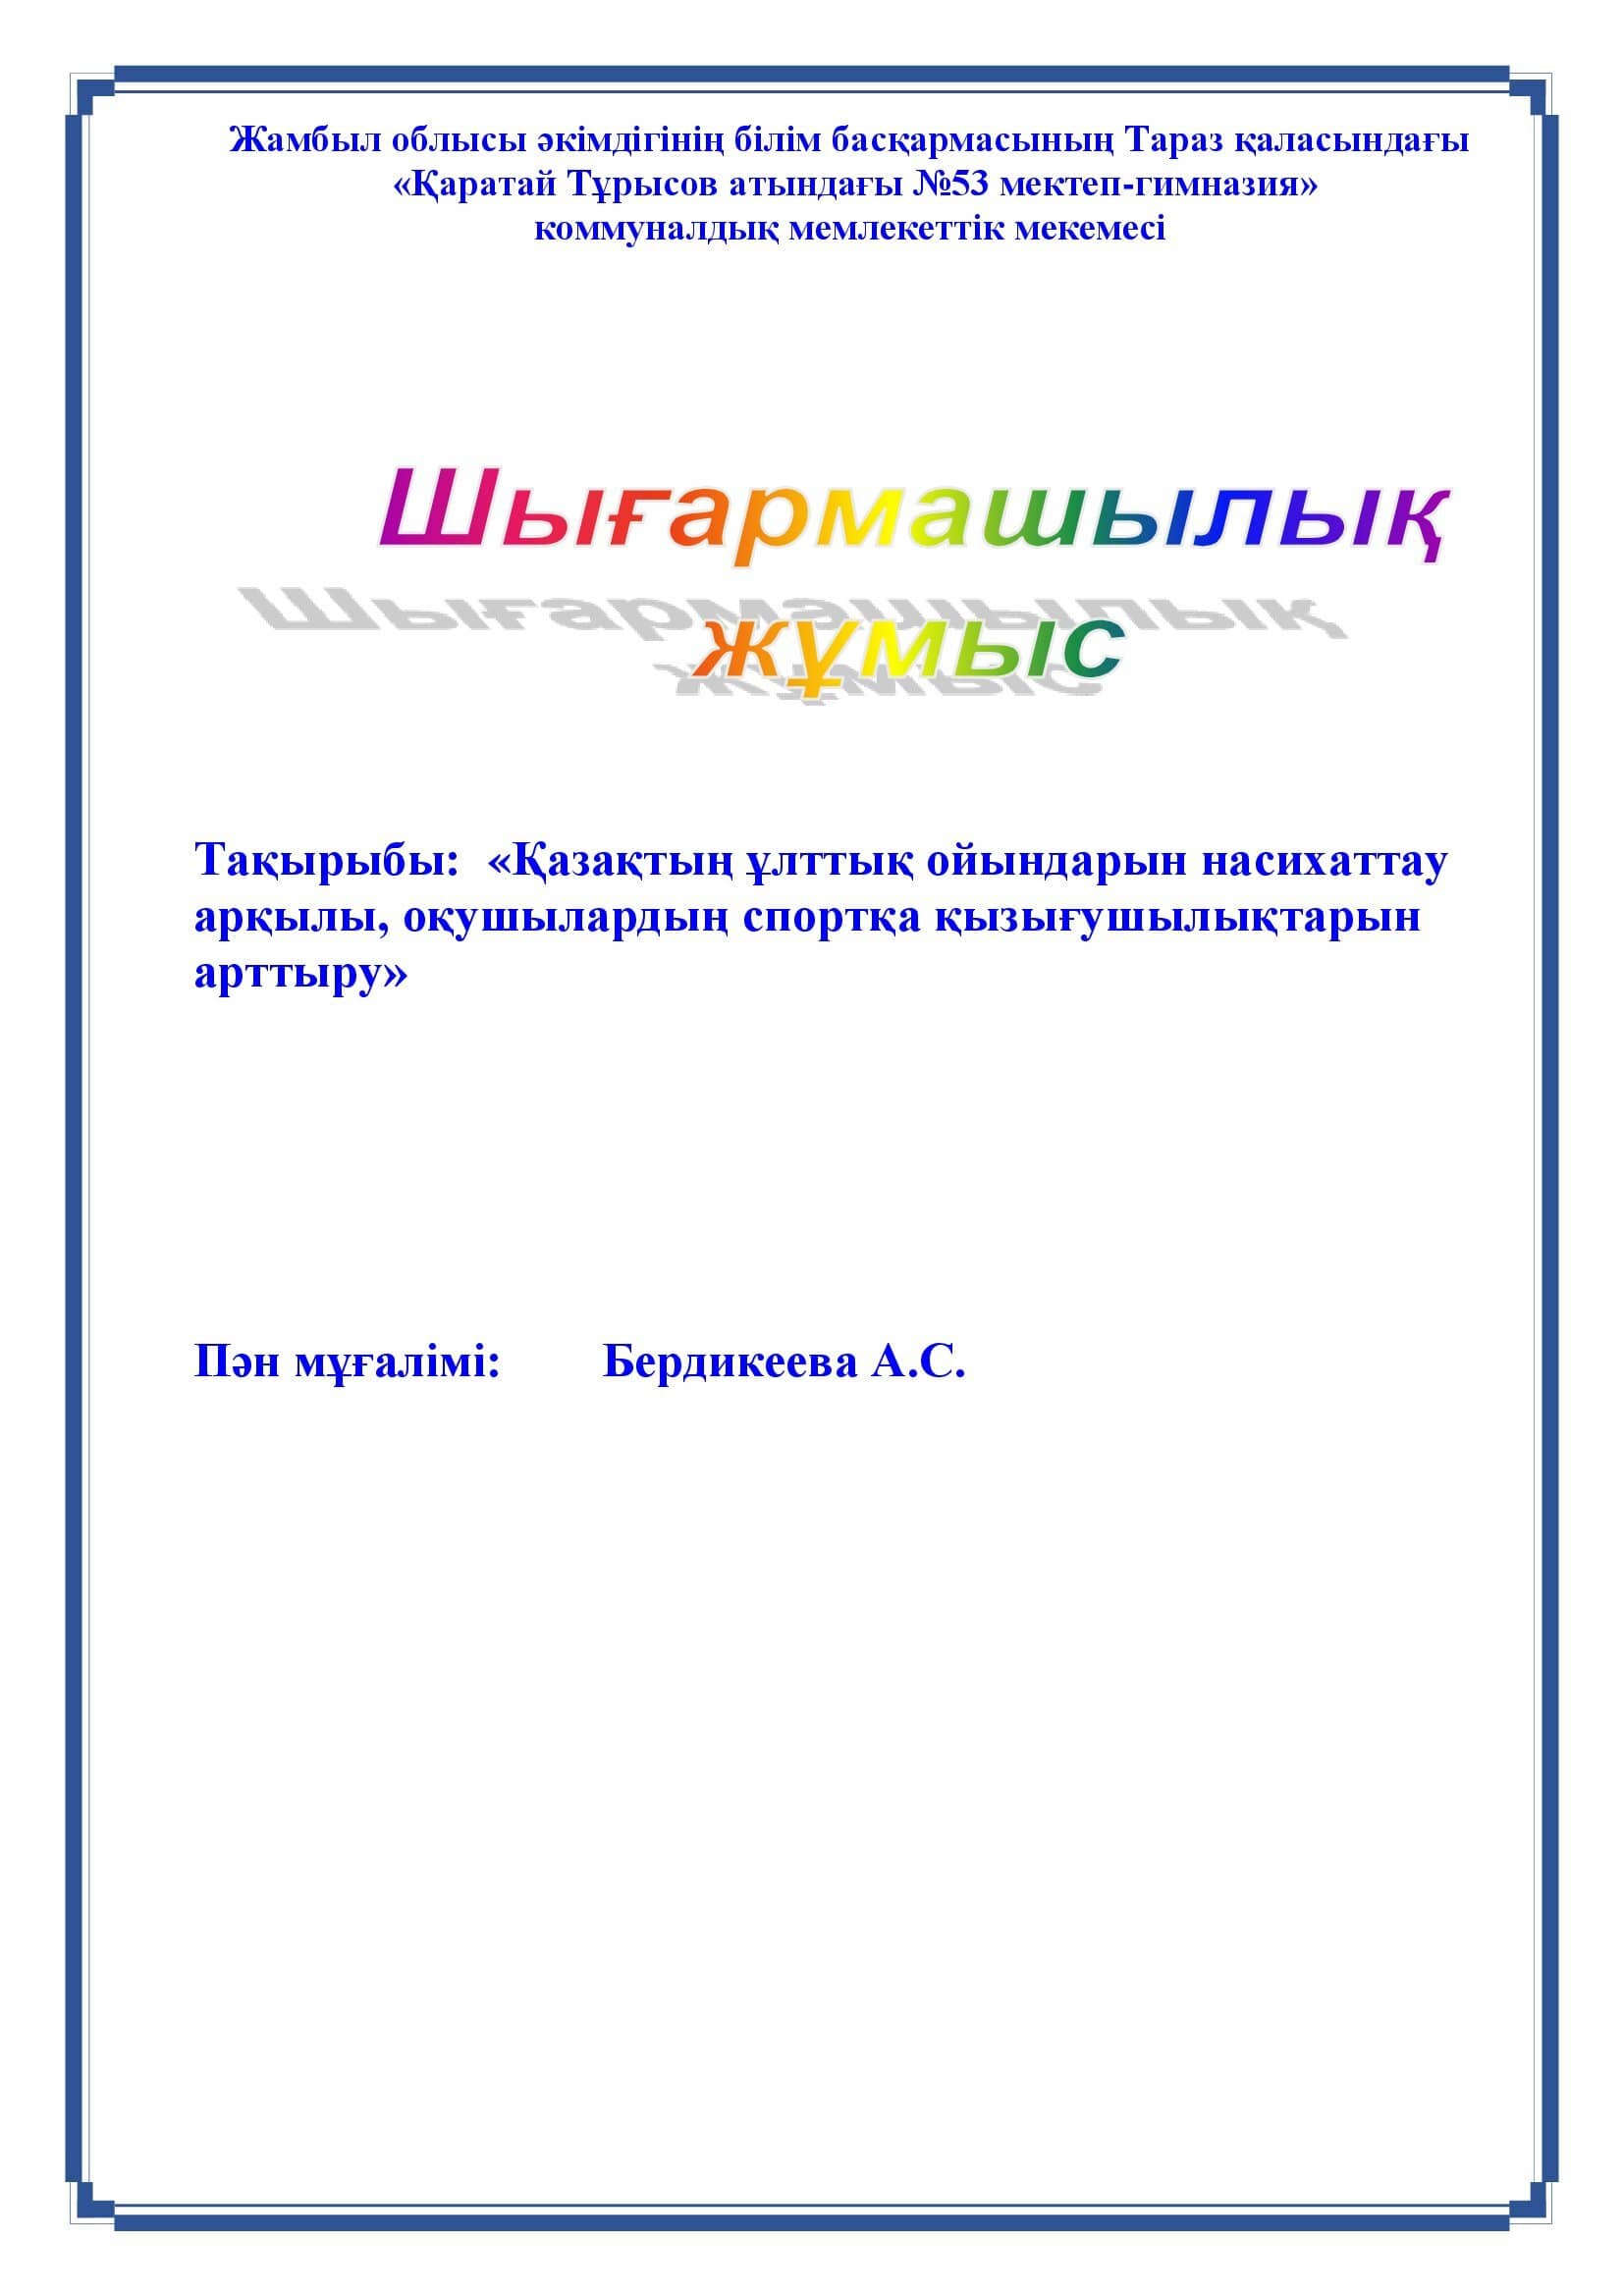 Жамбыл облысы әкімдігінің білім басқармасының Тараз қаласындағы
«Қаратай Тұрысов атындағы №53 мектеп-гимназия»
коммуналдық мемлекеттік мекемесі
Шығармашылық
жұмыс
Тақырыбы: «Қазақтың ұлттық ойындарын насихаттау
арқылы, оқушылардың спортқа қызығушылықтарын
арттыру»
Пән мұғалімі: Бердикеева А.С.